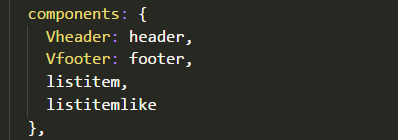 components: {
Vheader: header,
Vfooter: footer,
listitem,
listitemlike
},